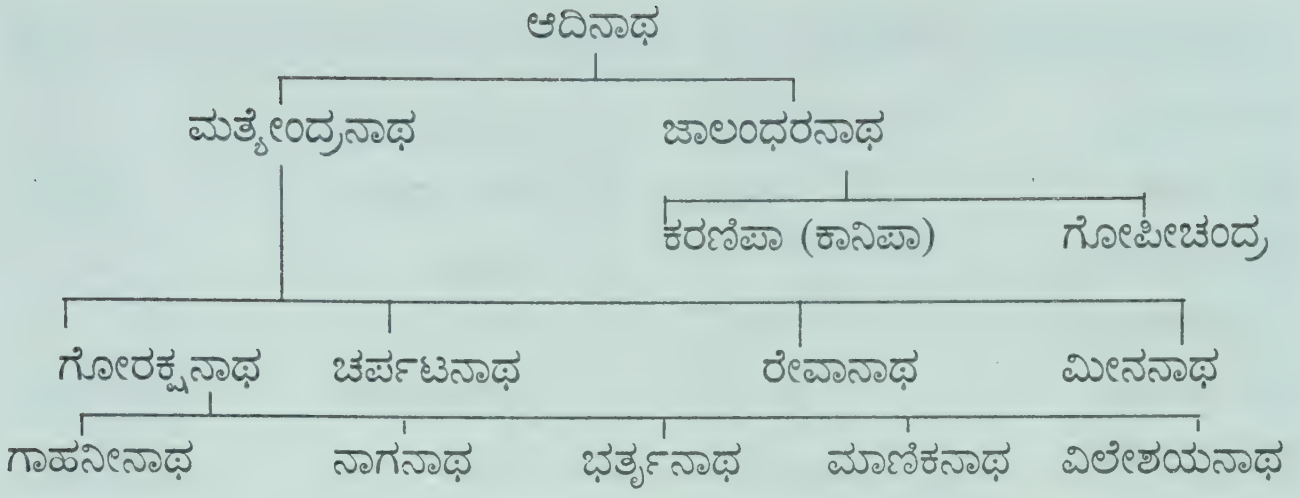 ಆದಿನಾಥ
ಮತ್ಯೇಂದ್ರನಾಥ ಜಾಲಂಧರನಾಥ
ಕರಣಿಪಾ (ಕಾನಿಪಾ) ಗೋಪೀಚಂದ್ರ
ಗೋರಕ್ಷನಾಥ ಚರ್ಪಟನಾಥ ರೇವಾನಾಥ ಮೀನನಾಥ
ಗಾಹನೀನಾಥ ನಾಗನಾಥ ಭರ್ತೃನಾಥ ಮಾಣಿಕನಾಥ ವಿಲೇಶಯನಾಥ